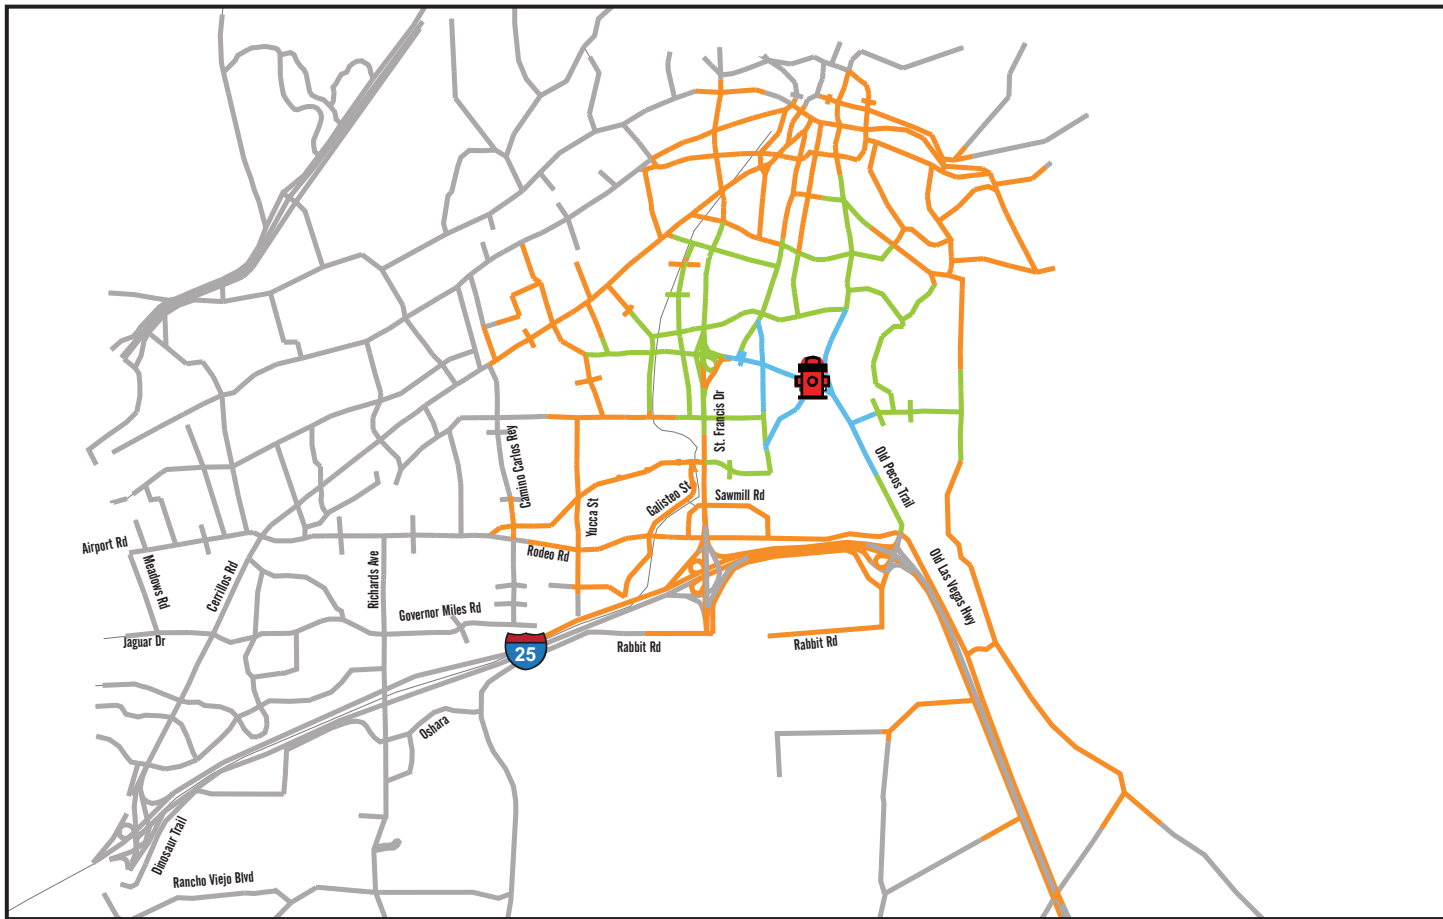 St. Francis Dr
Camino Carlos Rey
Old Pecos Trail
Galisteo St
Sawmill Rd
Yucca St
Airport Rd
Rodeo Rd
Meadows Rd
Cerrillos Rd
Richards Ave
Old Las Vegas Hwy
Governor Miles Rd
Jaguar Dr
25
Rabbit Rd
Rabbit Rd
Oshara
Dinosaur Trail
Rancho Viejo Blvd